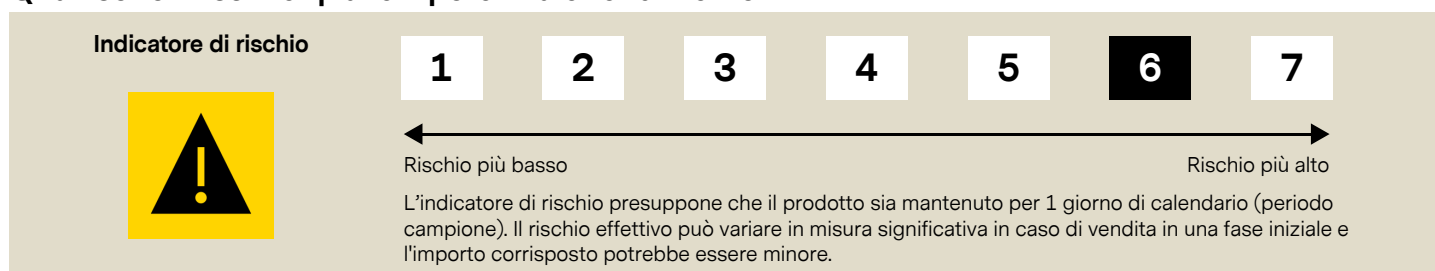 Indicatore di rischio
1 2 3 4 5 6 7
Rischio più basso Rischio più alto
L'indicatore di rischio presuppone che il prodotto sia mantenuto per 1 giorno di calendario (periodo
campione). Il rischio effettivo può variare in misura significativa in caso di vendita in una fase iniziale e
l'importo corrisposto potrebbe essere minore.